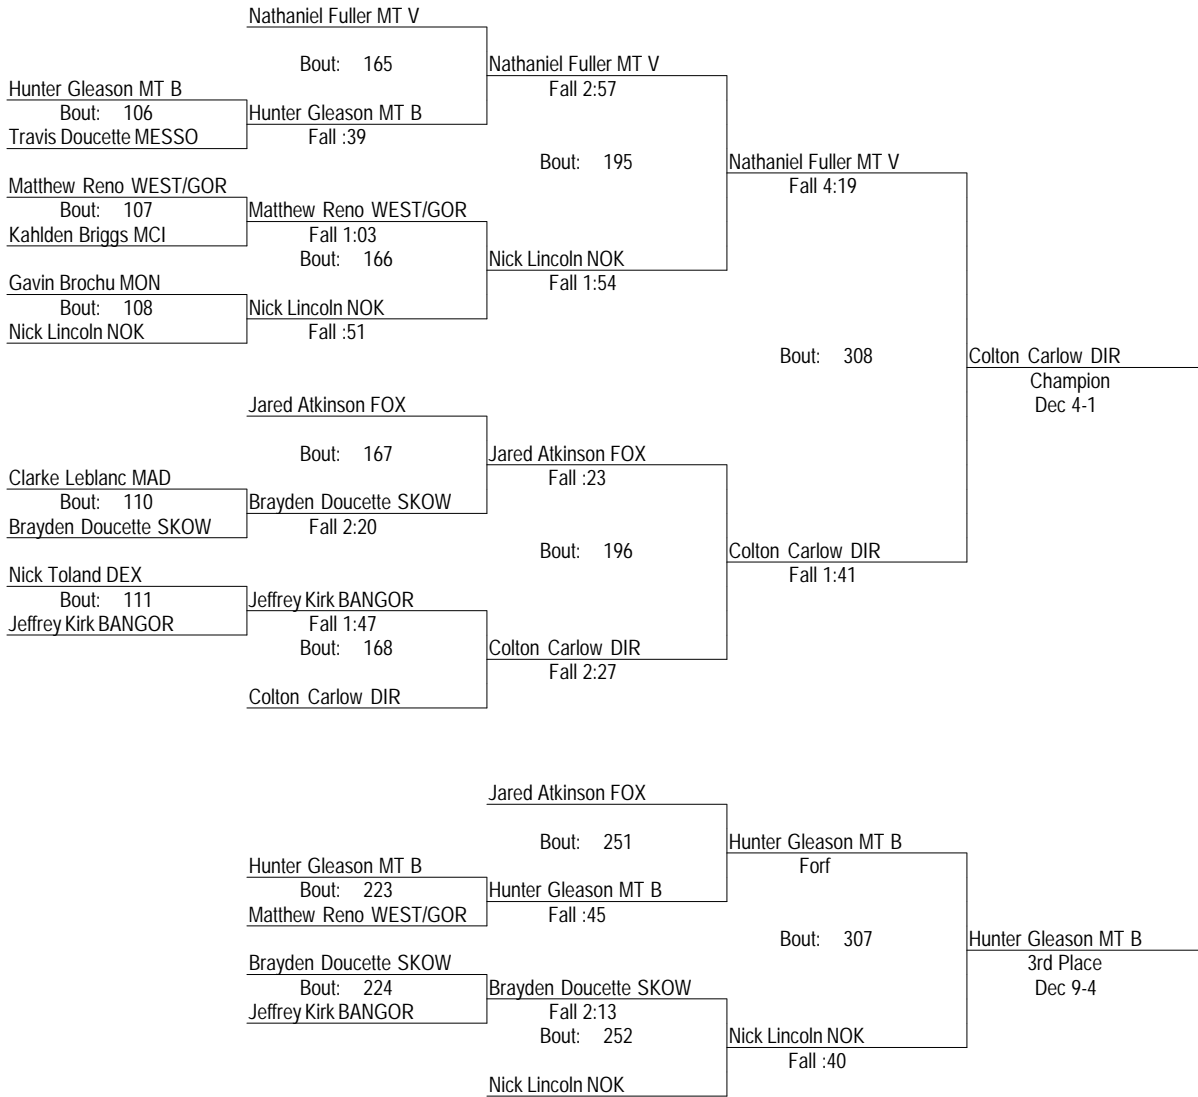 Nathaniel Fuller MT V
Bout: 165
Nathaniel Fuller MT V
Hunter Gleason MT B
Fall 2:57
Bout: 106
Hunter Gleason MT B
Travis Doucette MESSO
Fall :39
Bout: 195
Nathaniel Fuller MT V
Matthew Reno WEST/GOR
Fall 4:19
Bout: 107
Matthew Reno WEST/GOR
Kahlden Briggs MCI
Fall 1:03
Bout: 166
Nick Lincoln NOK
Gavin Brochu MON
Fall 1:54
Bout: 108
Nick Lincoln NOK
Nick Lincoln NOK
Fall :51
Bout: 308
Colton Carlow DIR
Champion
Jared Atkinson FOX
Dec 4-1
Bout: 167
Jared Atkinson FOX
Clarke Leblanc MAD
Fall :23
Bout: 110
Brayden Doucette SKOW
Brayden Doucette SKOW
Fall 2:20
Bout: 196
Colton Carlow DIR
Nick Toland DEX
Fall 1:41
Bout: 111
Jeffrey Kirk BANGOR
Jeffrey Kirk BANGOR
Fall 1:47
Bout: 168
Colton Carlow DIR
Fall 2:27
Colton Carlow DIR
Jared Atkinson FOX
Bout: 251
Hunter Gleason MT B
Hunter Gleason MT B
Forf
Bout: 223
Hunter Gleason MT B
Matthew Reno WEST/GOR
Fall :45
Bout: 307
Hunter Gleason MT B
Brayden Doucette SKOW
3rd Place
Bout: 224
Brayden Doucette SKOW
Dec 9-4
Jeffrey Kirk BANGOR
Fall 2:13
Bout: 252
Nick Lincoln NOK
Fall :40
Nick Lincoln NOK